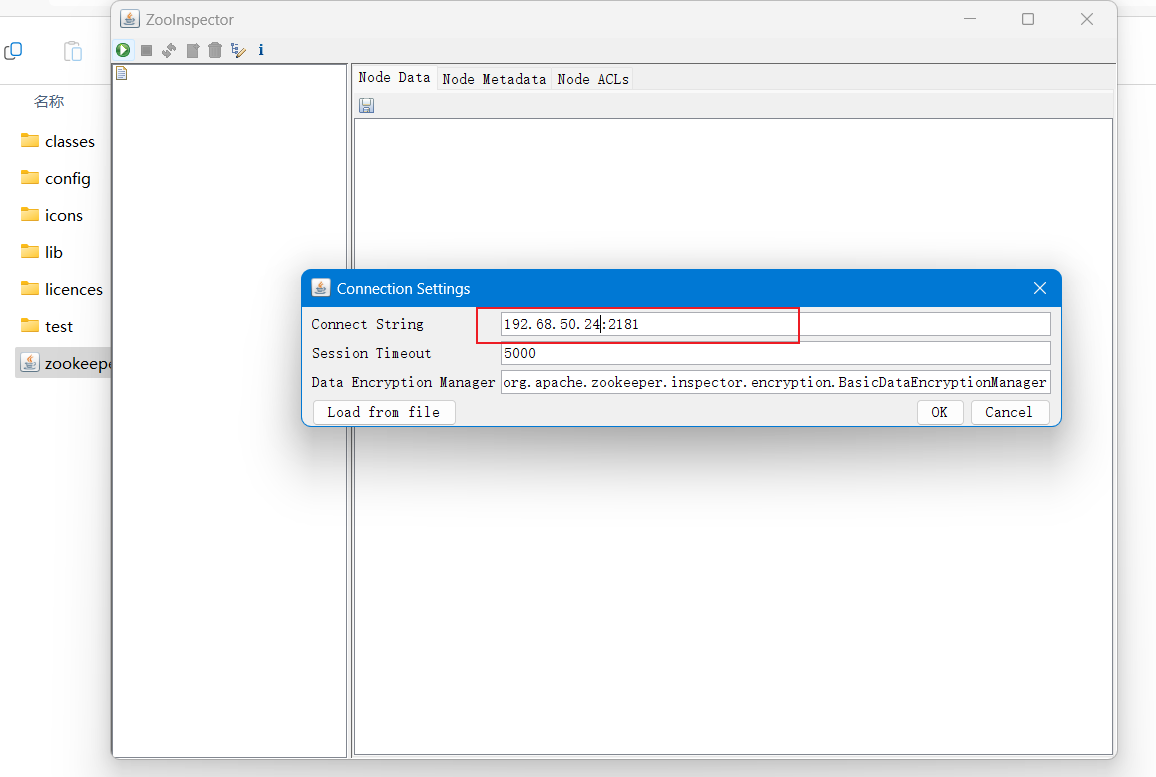 ZooInspector
名称
classes
config
icons
lib
licences
test
zookeepe
Node Data Node Metadata Node ACLs
Connection Settings
Connect String 192.68.50.24:2181
Session Timeout 5000
Data Encryption Manager org.apache.zookeeper.inspector.encryption.BasicDataEncryptionManager
Load from file OK Cancel